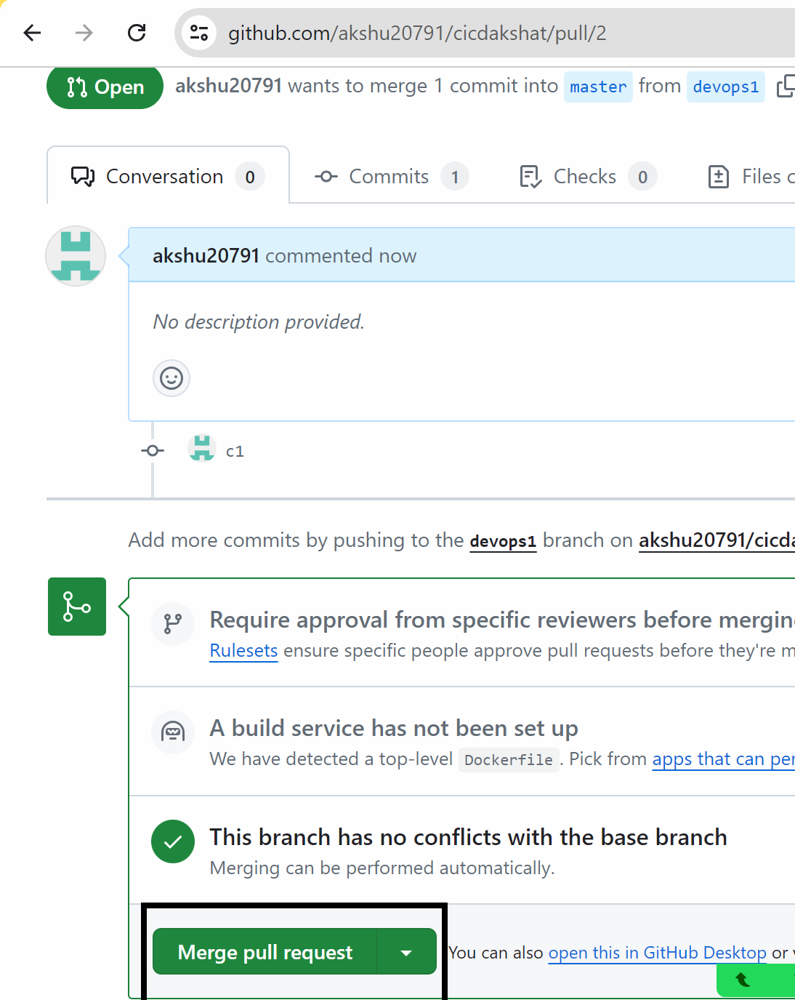 github.com/akshu20791/cicdakshat/pull/2
Open akshu20791 wants to merge 1 commit into master from devops1
Conversation 0 Commits 1 Checks 0 Files
akshu20791 commented now
No description provided.
c1
Add more commits by pushing to the devops1 branch on akshu20791/cicda
Require approval from specific reviewers before mergin
Rulesets ensure specific people approve pull requests before they're m
A build service has not been set up
We have detected a top-level Dockerfile. Pick from apps that can per
This branch has no conflicts with the base branch
Merging can be performed automatically.
Merge pull request You can also open this in GitHub Desktop or